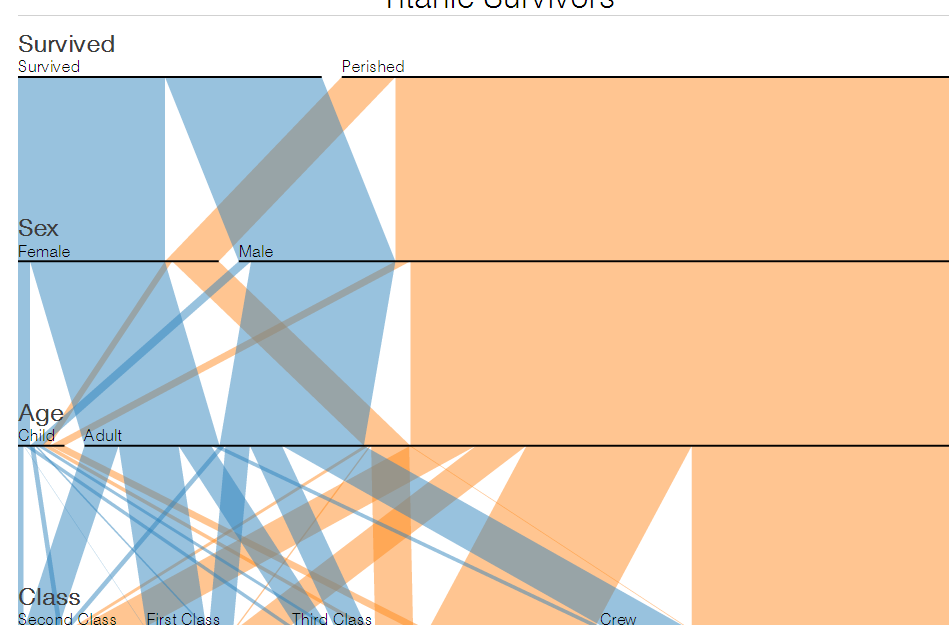 Titanic Survivors
Survived
Survived Perished
Sex
Female Male
Age
Child Adult
Class
Second Class First Class Third Class Crew